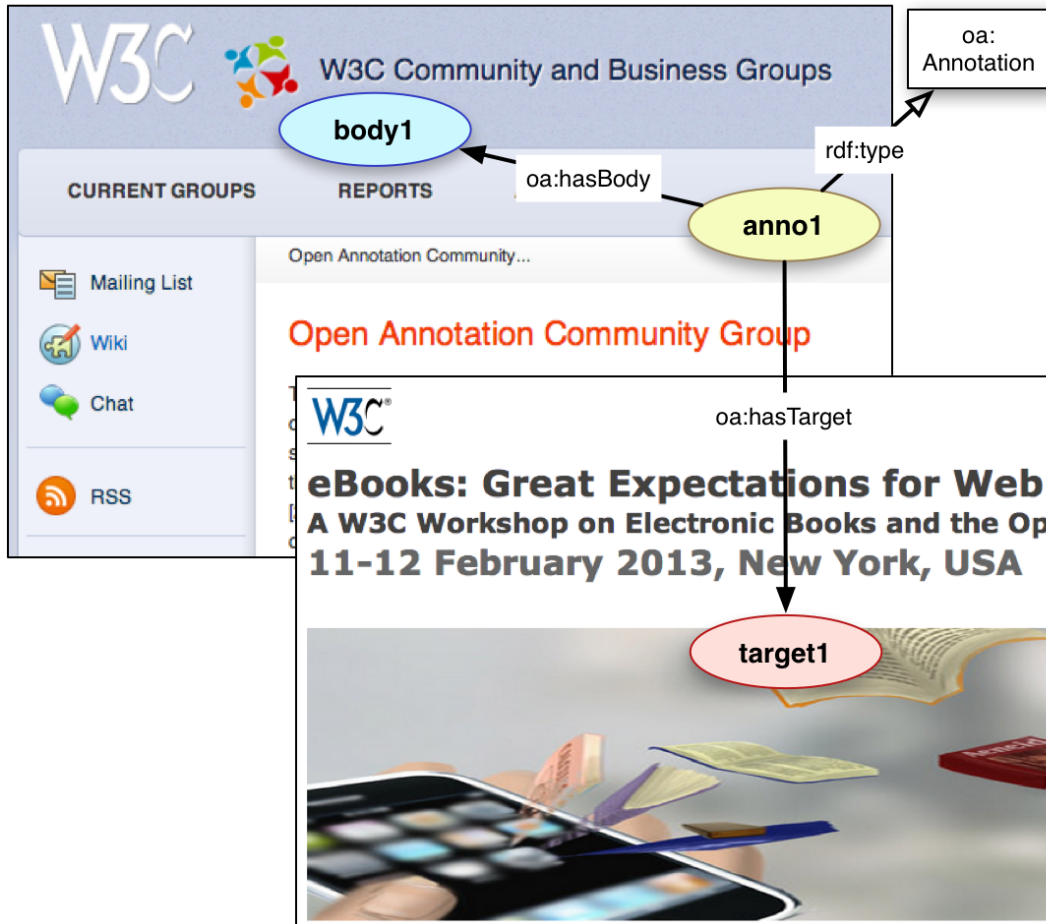 W3C
W3C Community and Business Groups
oa:
Annotation
body1
rdf:type
oa:hasBody
CURRENT GROUPS
REPORTS
anno1
Open Annotation Community...
Mailing List
Open Annotation Community Group
Wiki
Chat
W3C®
oa:hasTarget
RSS
eBooks: Great Expectations for Web
A W3C Workshop on Electronic Books and the Op
11-12 February 2013, New York, USA
target1